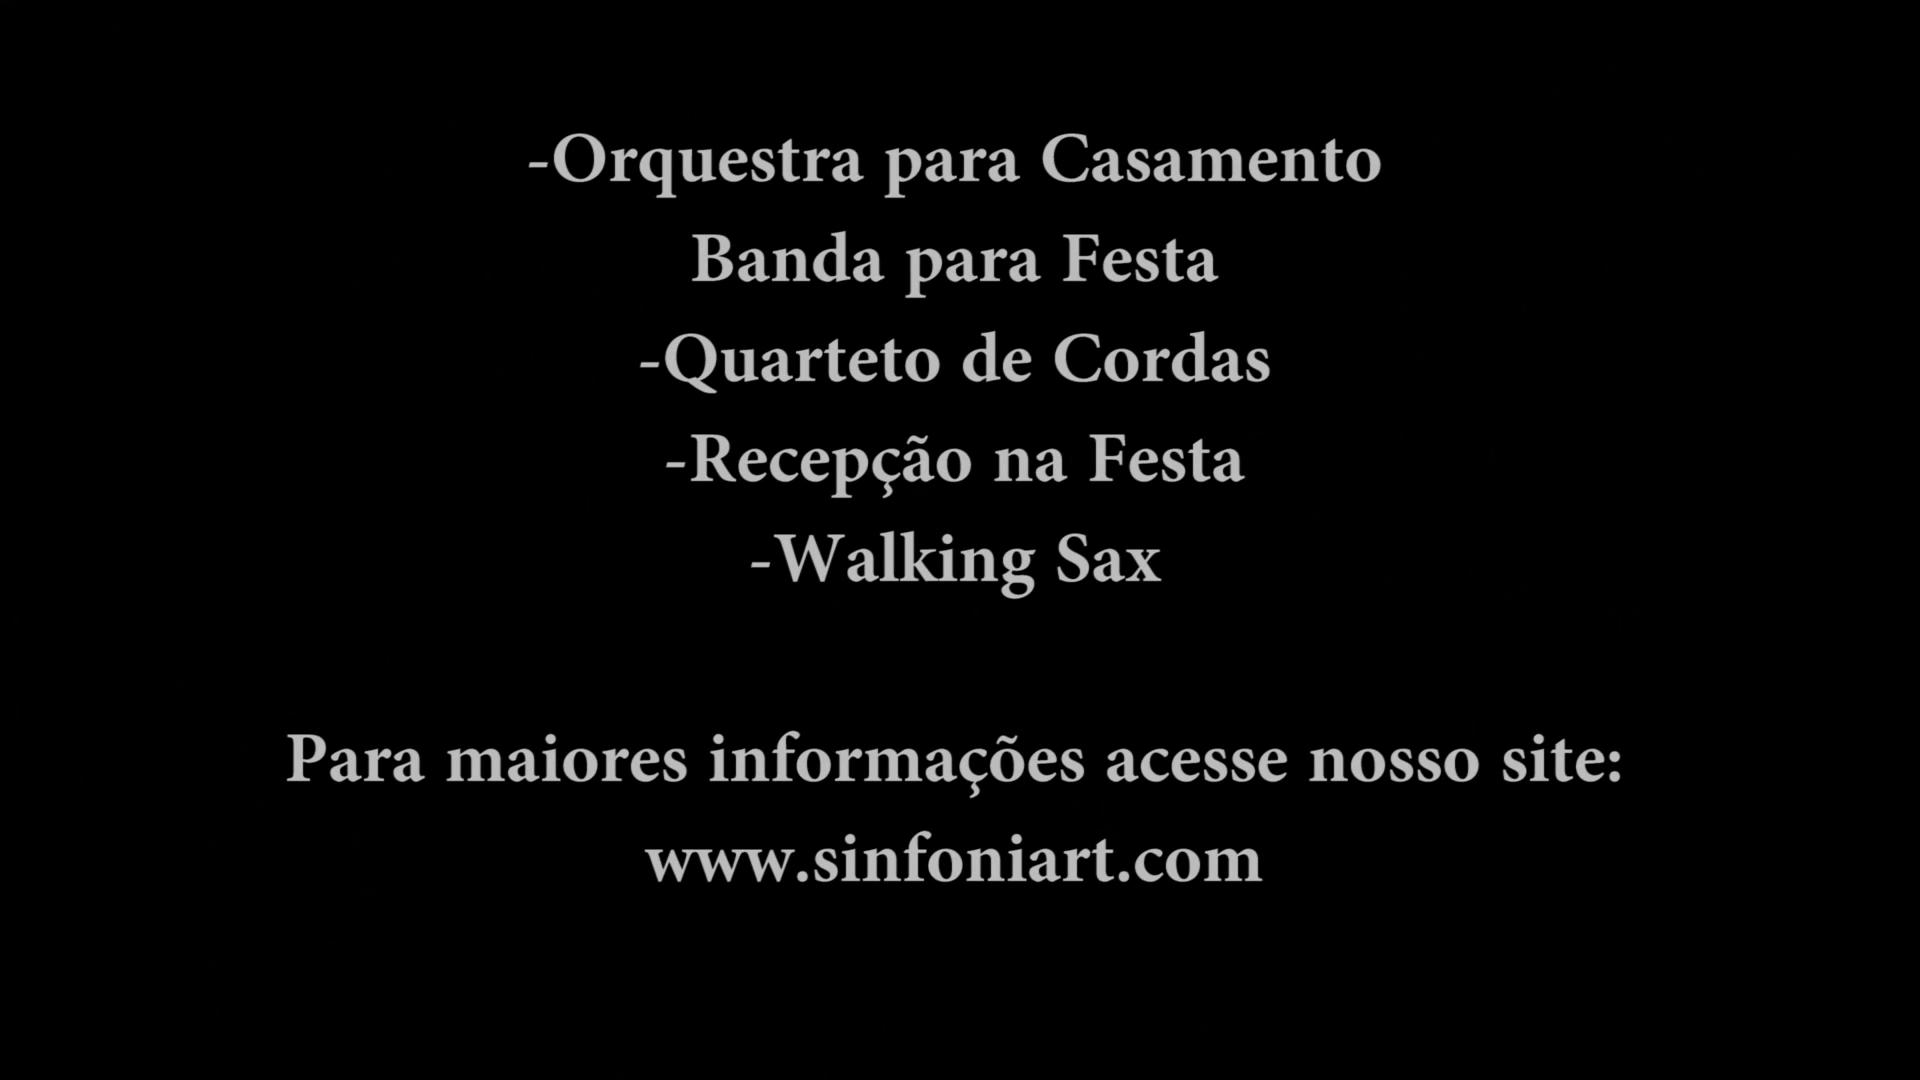 -Orquestra para Casamento
Banda para Festa
-Quarteto de Cordas
-Recepção na Festa
-Walking Sax
Para maiores informações acesse nosso site:
www.sinfoniart.com